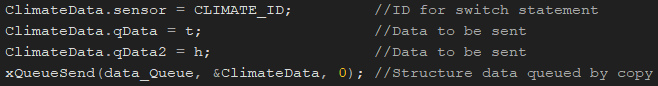 ClimateData.sensor = CLIMATE_ID;          //ID for switch statement
ClimateData.qData = t;                    //Data to be sent
ClimateData.qData2 = h;                   //Data to be sent
xQueueSend(data_Queue, &ClimateData, 0); //Structure data queued by copy